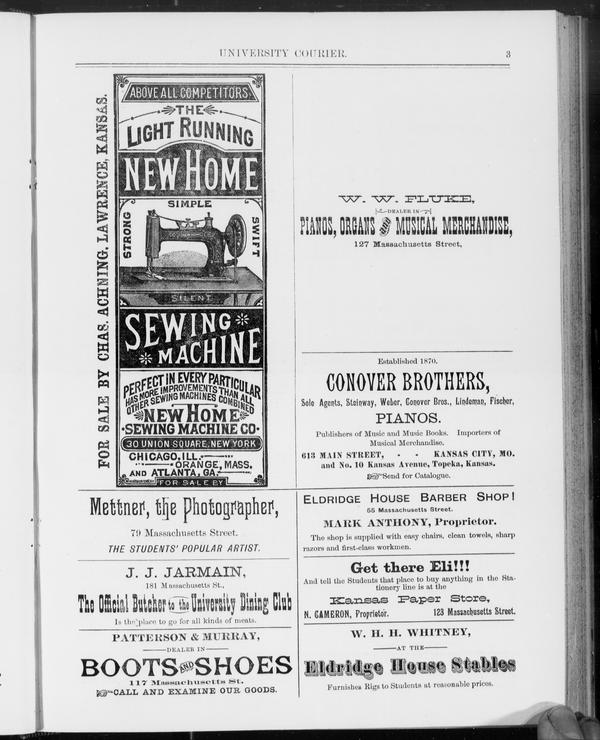 UNIVERSITY COURIER.
3
FOR SALE BY CHAS. ACHNING, LAWRENCE, KANSAS.
ABOVE ALL COMPETITORS
THE
LIGHT RUNNING
NEW HOME
SIMPLE
STRONG
SWIFT
SILENT
SEWING
MACHINE
PERFECT IN EVERY PARTICULAR
HAS MORE IMPROVEMENTS THAN ALL
OTHER SEWING MACHINES COMBINED
NEW HOME
SEWING MACHINE CO
30 UNION SQUARE, NEW YORK
CHICAGO, ILL.
ORANGE, MASS.
AND ATLANTA, GA.
FOR SALE BY
Mettner, the Photographer,
79 Massachusetts Street.
THE STUDENTS' POPULAR ARTIST.
J. J. JARMAIN,
181 Massachusetts St.,
The Official Butcher to the University Dining Club
Is the place to go for all kinds of meats.
PATTERSON & MURRAY,
DEALER IN
BOOTS AND SHOES
117 Massachusetts St.
CALL AND EXAMINE OUR GOODS.
W. W. FLUKE,
DEALER IN
PIANOS, ORGANS AND MUSICAL MERCHANDISE,
127 Massachusetts Street,
Established 1870.
CONOVER BROTHERS,
Sole Agents, Steinway, Weber, Conover Bros., Lindeman, Fischer,
PIANOS.
Publishers of Music and Music Books. Importers of
Musical Merchandise.
613 MAIN STREET, - - KANSAS CITY, MO.
and No. 10 Kansas Avenue, Topeka, Kansas.
Send for Catalogue.
ELDRIDGE HOUSE BARBER SHOP!
55 Massachusetts Street.
MARK ANTHONY, Proprietor.
The shop is supplied with easy chairs, clean towels, sharp
razors and first-class workmen.
Get there Eli!!!
And tell the Students that place to buy anything in the Sta-
tionery line is at the
Kansas Paper Store,
N. CAMERON, Proprietor. 123 Massachusetts Street.
W. H. H. WHITNEY,
AT THE
Eldridge House Stables
Furnishes Rigs to Students at reasonable prices.